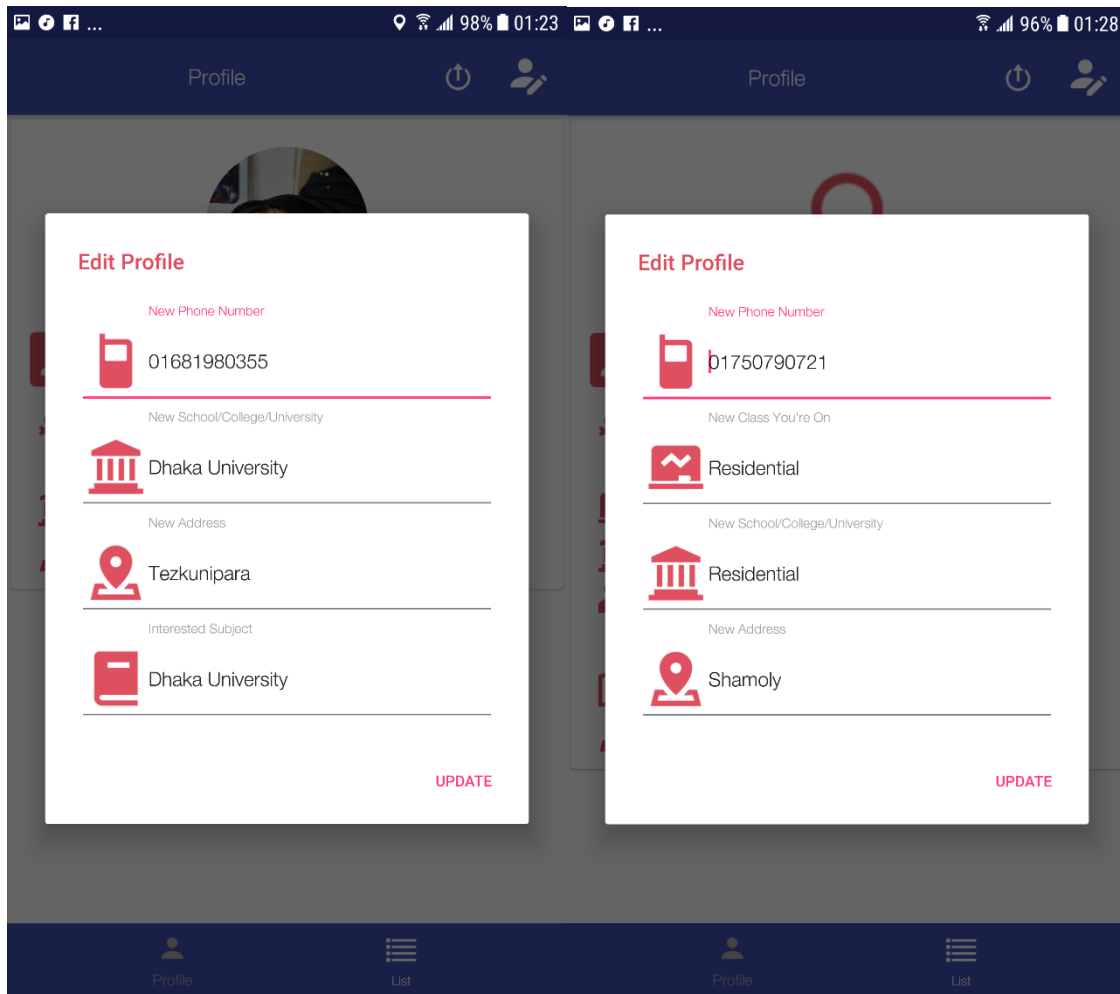 ... 98% 01:23
Profile
Edit Profile
New Phone Number
01681980355
New School/College/University
Dhaka University
New Address
Tezkunipara
Interested Subject
Dhaka University
UPDATE
Profile List
... 96% 01:28
Profile
Edit Profile
New Phone Number
01750790721
New Class You're On
Residential
New School/College/University
Residential
New Address
Shamoly
UPDATE
Profile List